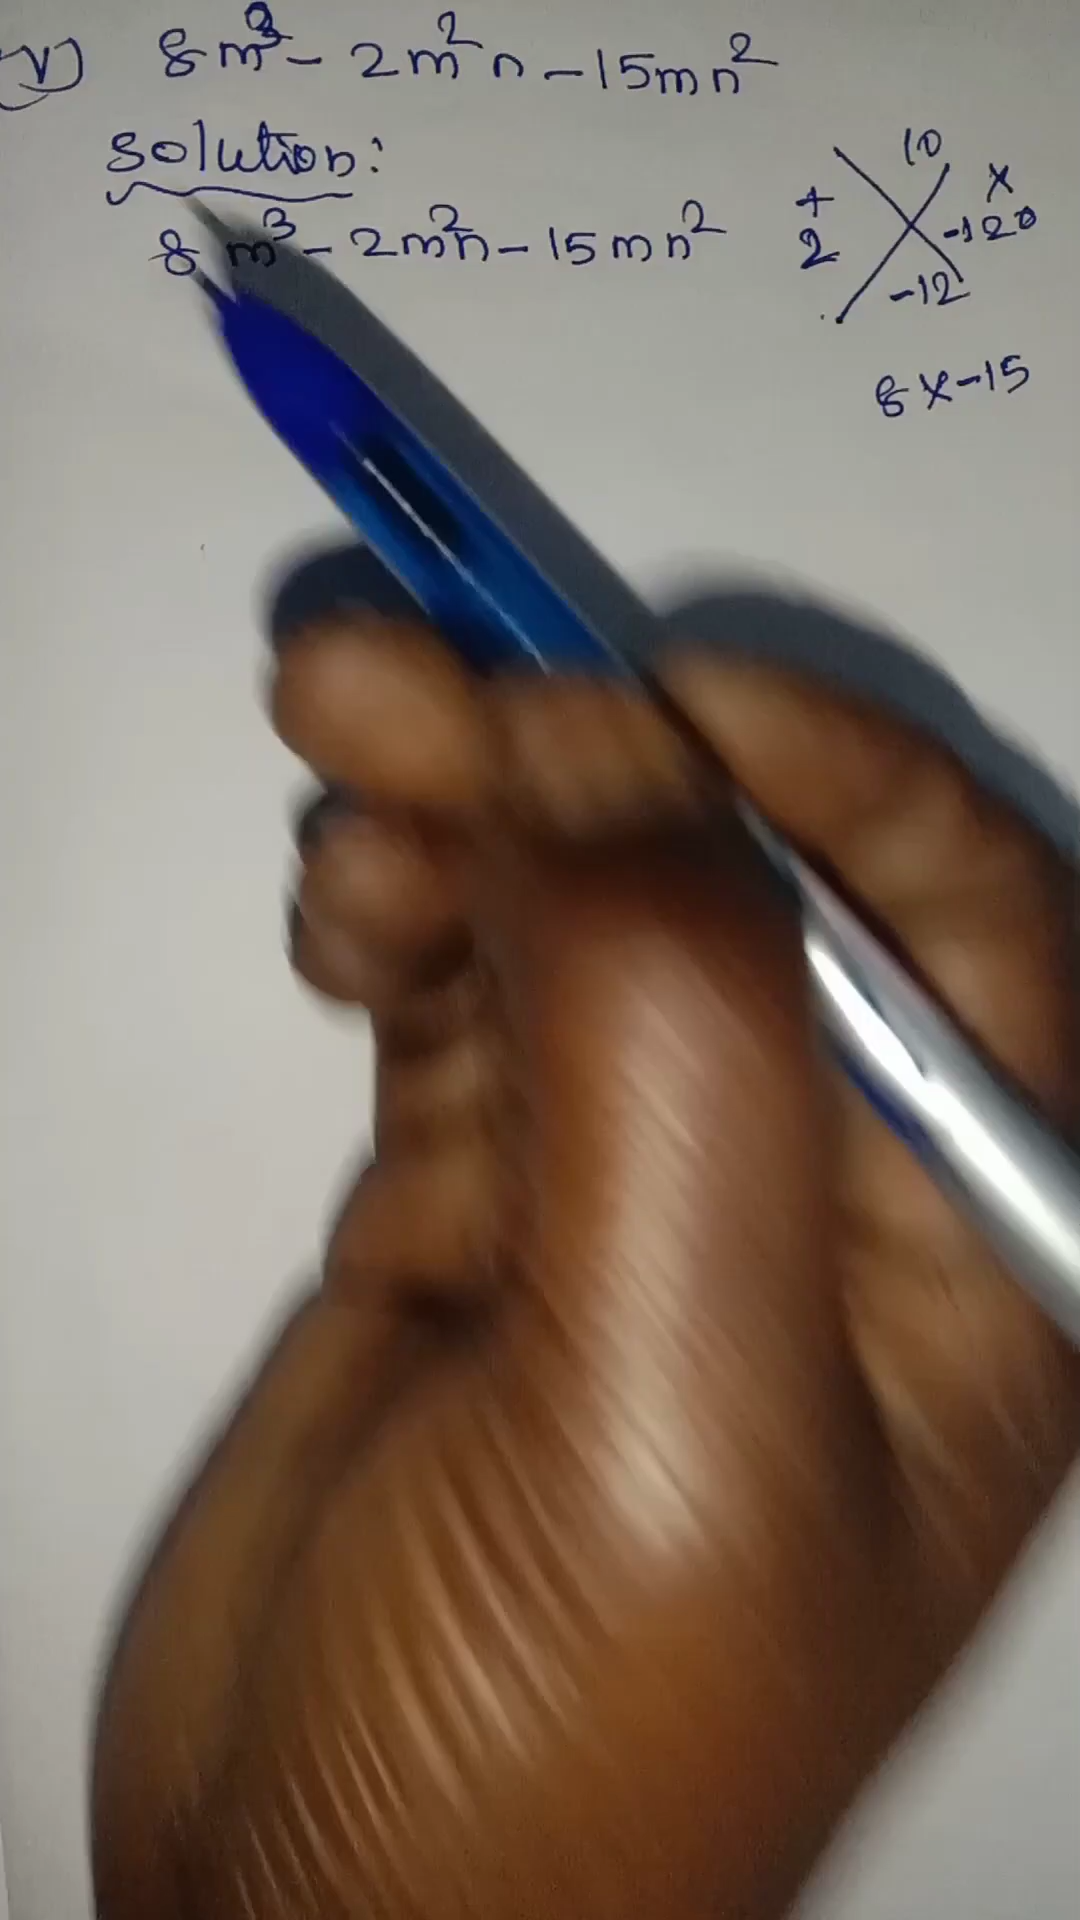 v) 8m³ - 2m²n - 15mn²
Solution:
8m³ - 2m²n - 15mn²
10
+ ×
2 -120
-12
8 × -15